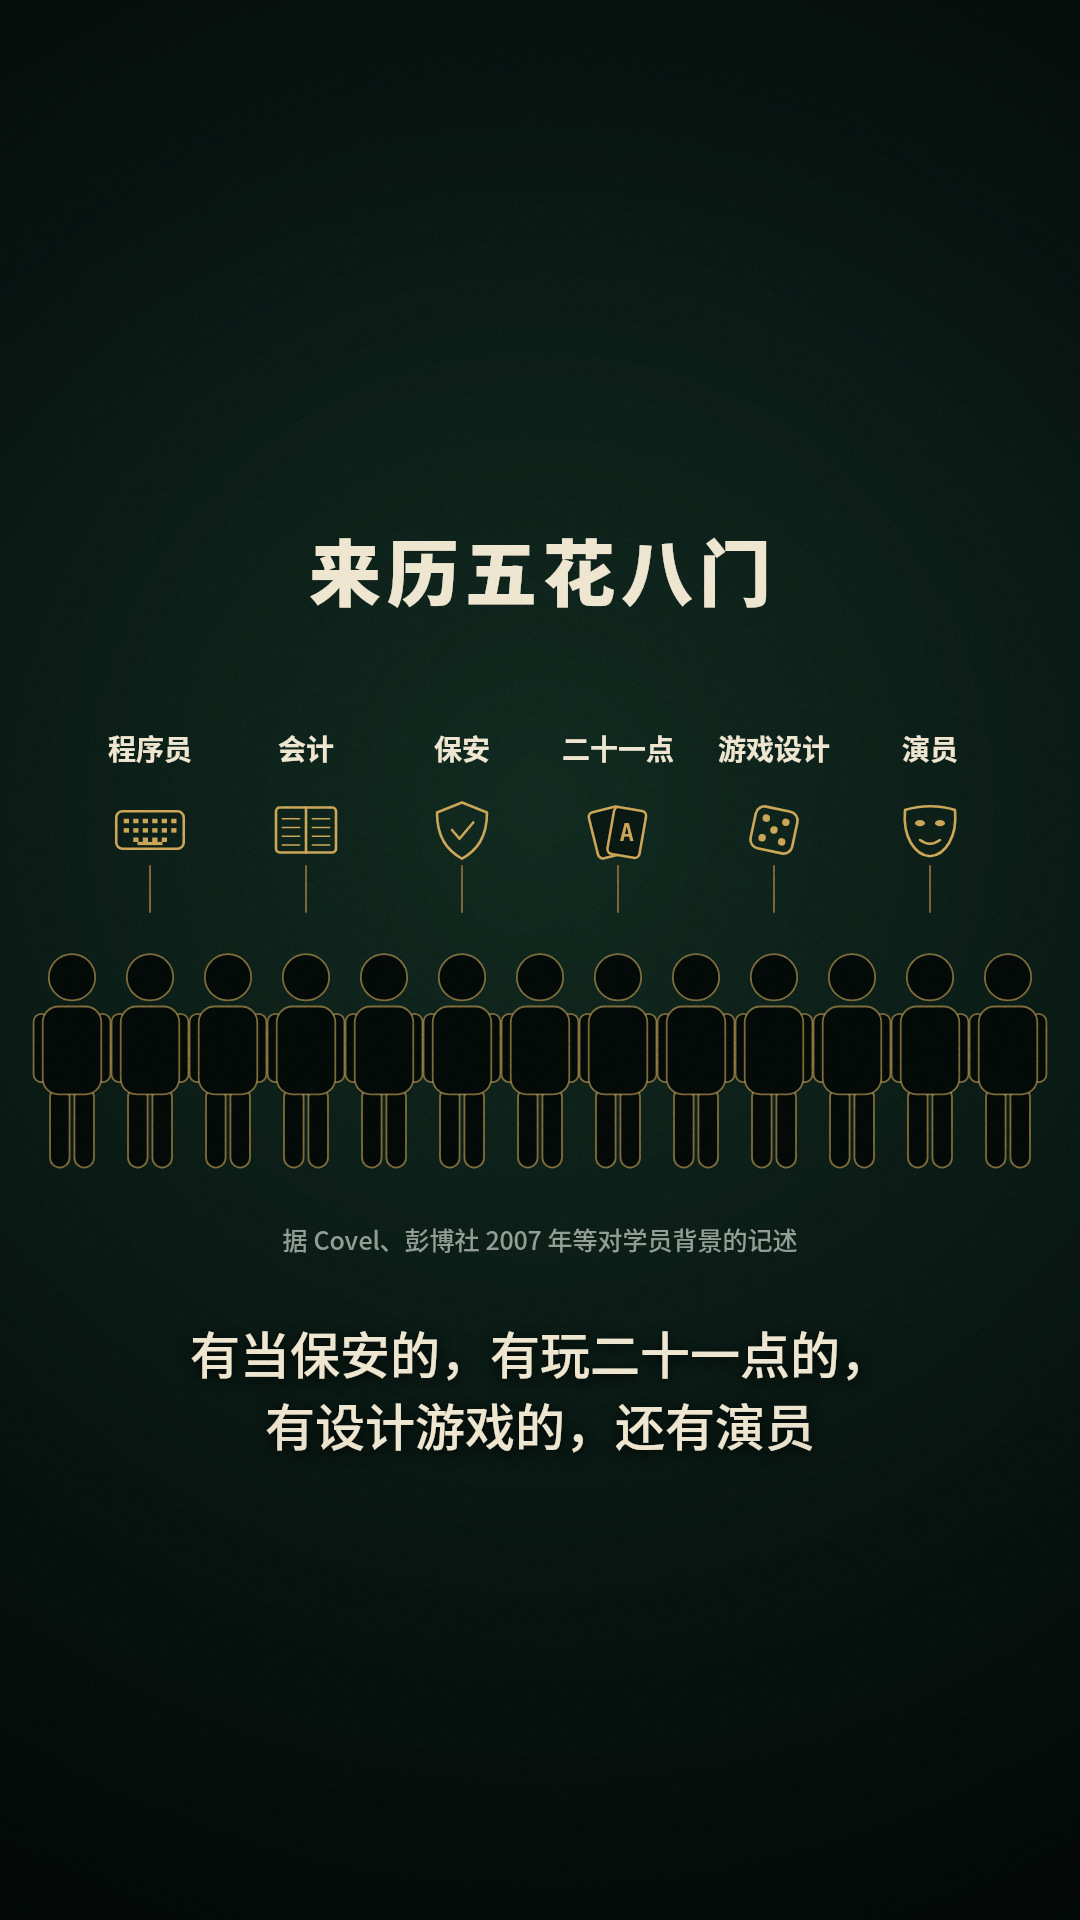 来历五花八门
程序员 会计 保安 二十一点 游戏设计 演员
A
据 Covel、彭博社 2007 年等对学员背景的记述
有当保安的，有玩二十一点的，
有设计游戏的，还有演员